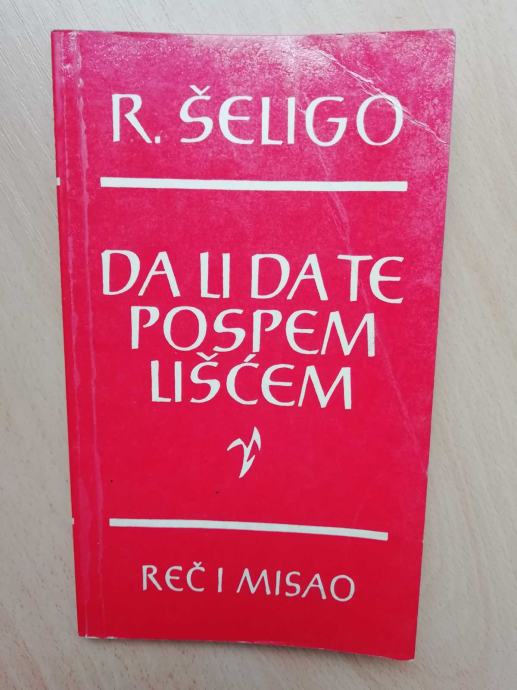 R. ŠELIGO
DA LI DA TE
POSPEM
LIŠĆEM
REČ I MISAO